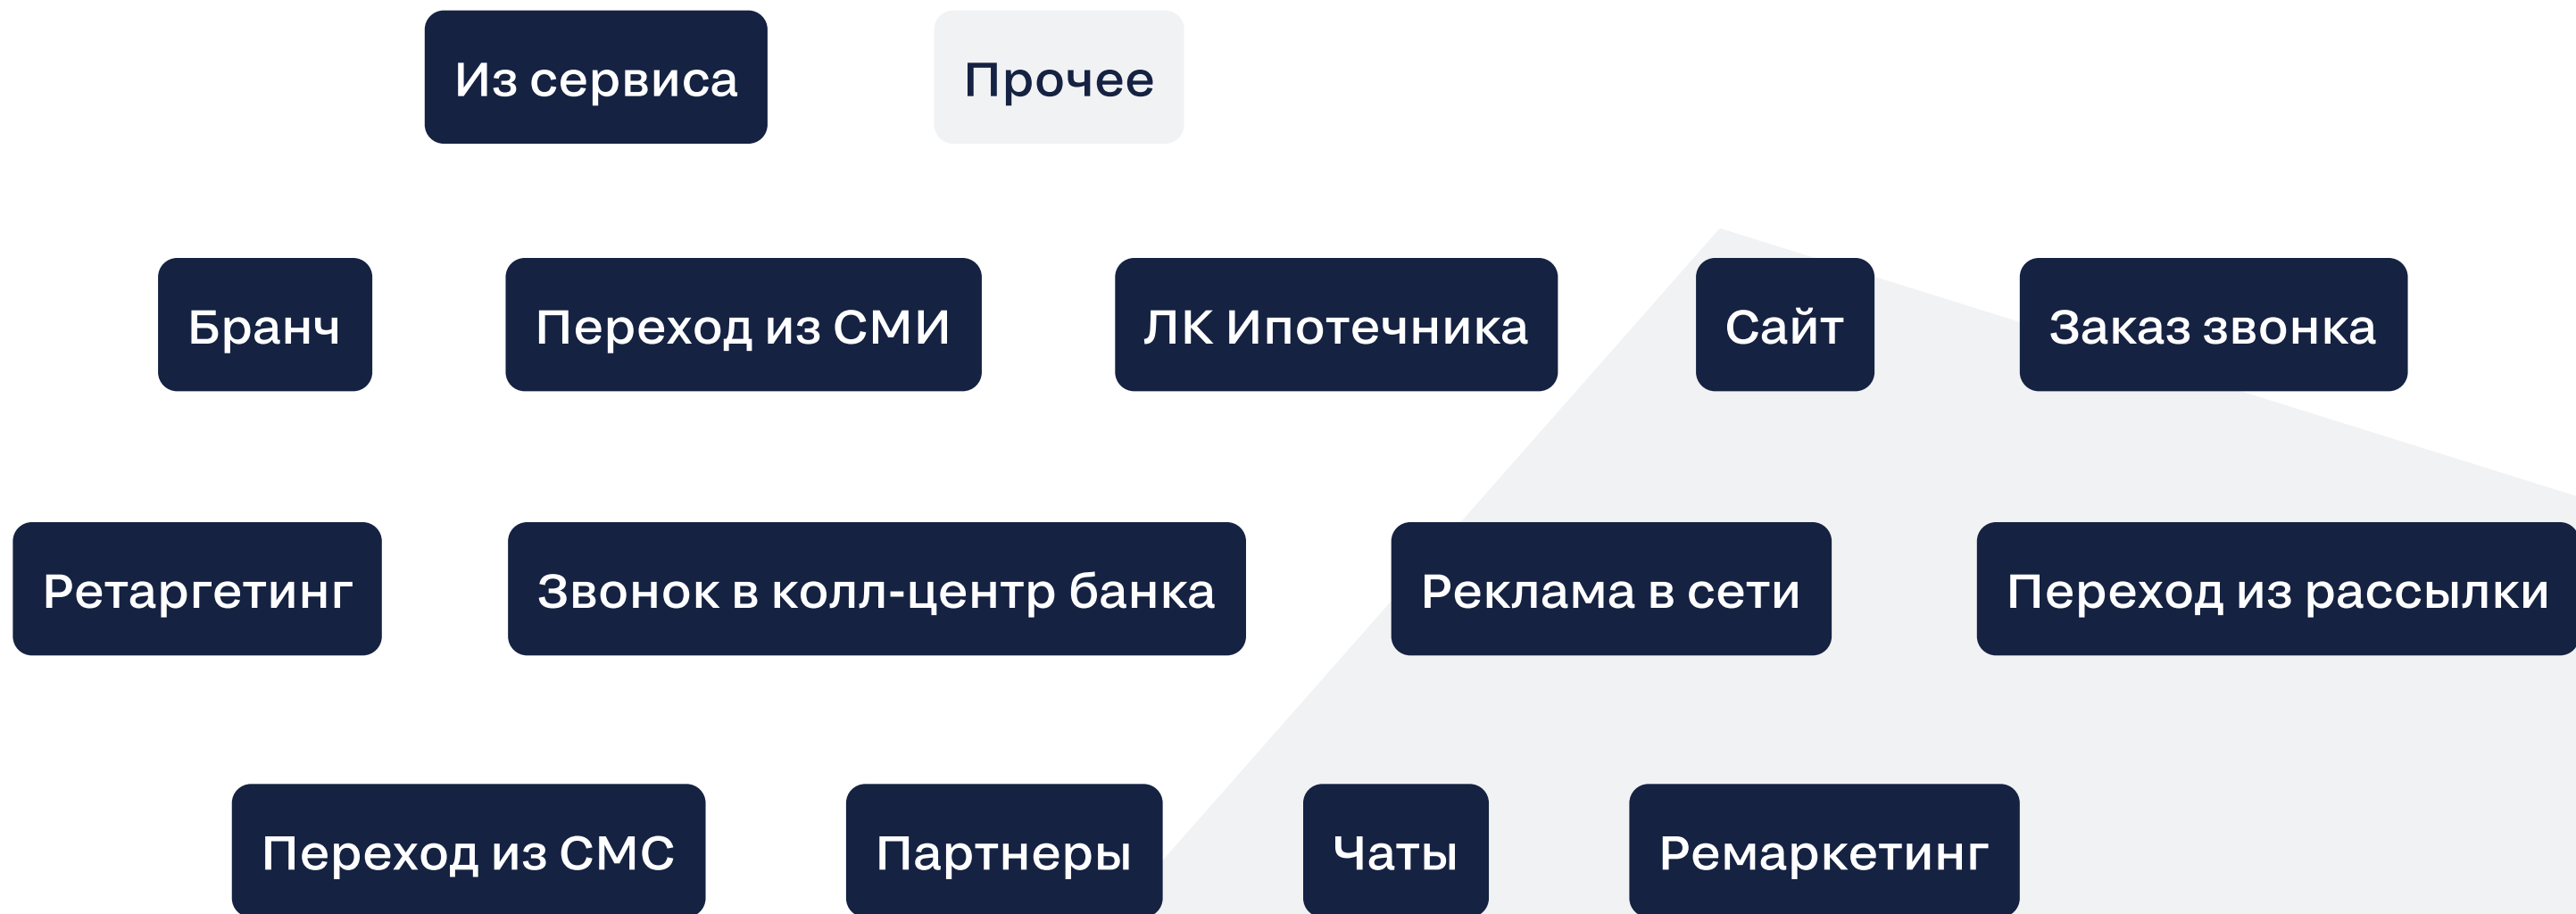 Из сервиса
Прочее
Бранч
Переход из СМИ
ЛК Ипотечника
Сайт
Заказ звонка
Ретаргетинг
Звонок в колл-центр банка
Реклама в сети
Переход из рассылки
Переход из СМС
Партнеры
Чаты
Ремаркетинг